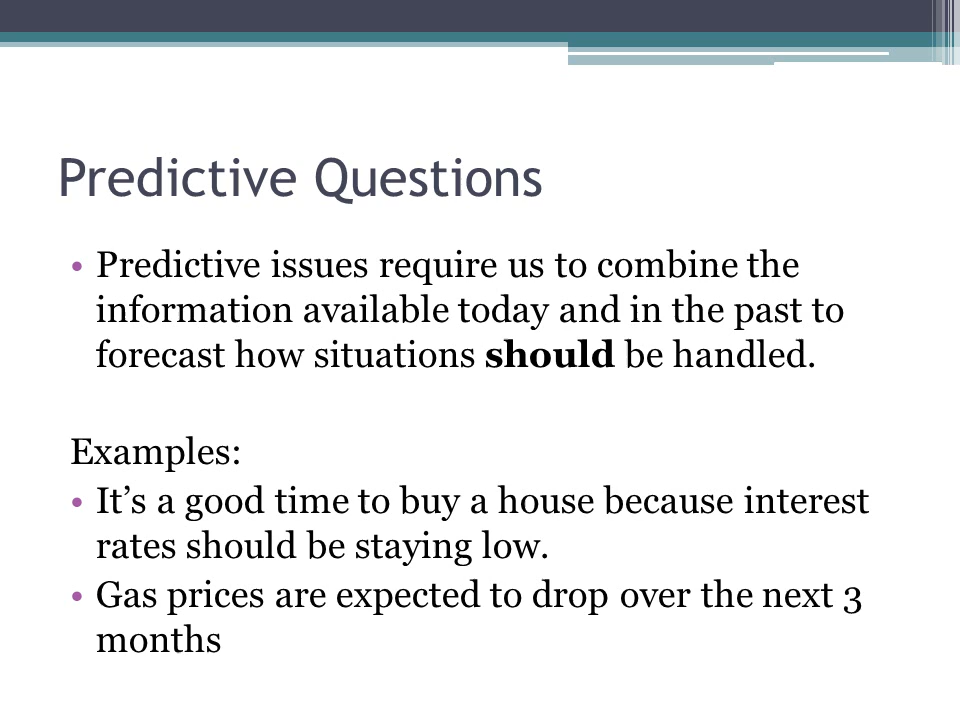 Predictive Questions
• Predictive issues require us to combine the
information available today and in the past to
forecast how situations should be handled.
Examples:
• It’s a good time to buy a house because interest
rates should be staying low.
• Gas prices are expected to drop over the next 3
months